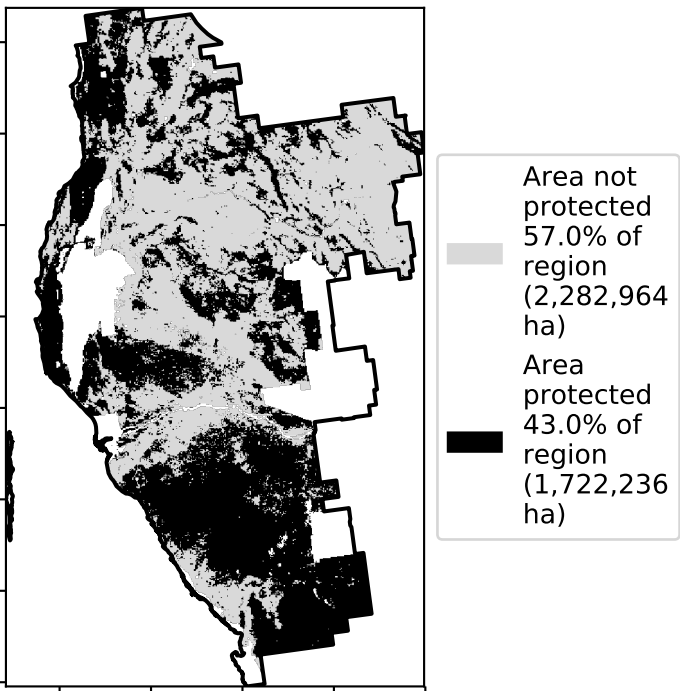 Area not
protected
57.0% of
region
(2,282,964
ha)
Area
protected
43.0% of
region
(1,722,236
ha)